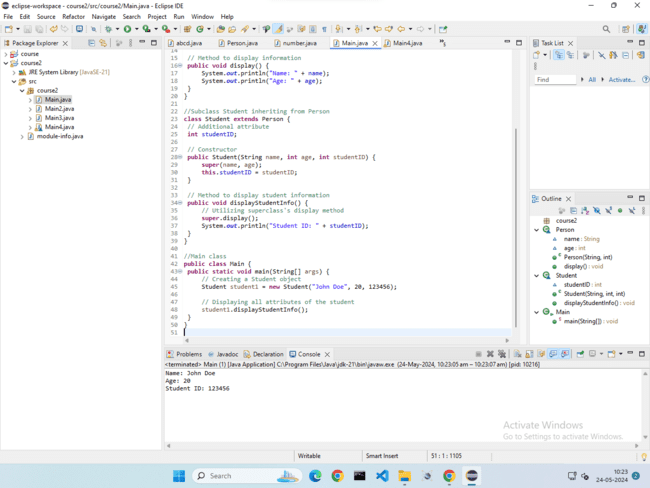 eclipse-workspace - course2/src/course2/Main.java - Eclipse IDE
File Edit Source Refactor Navigate Search Project Run Window Help
Package Explorer
course
course2
JRE System Library [JavaSE-21]
src
course2
Main.java
Main2.java
Main3.java
Main4.java
module-info.java
abcd.java Person.java number.java Main.java Main4.java
14
15 // Method to display information
16 public void display() {
17 System.out.println("Name: " + name);
18 System.out.println("Age: " + age);
19 }
20 }
21
22 //Subclass Student inheriting from Person
23 class Student extends Person {
24 // Additional attribute
25 int studentID;
26
27 // Constructor
28 public Student(String name, int age, int studentID) {
29 super(name, age);
30 this.studentID = studentID;
31 }
32
33 // Method to display student information
34 public void displayStudentInfo() {
35 // Utilizing superclass's display method
36 super.display();
37 System.out.println("Student ID: " + studentID);
38 }
39 }
40
41 //Main class
42 public class Main {
43 public static void main(String[] args) {
44 // Creating a Student object
45 Student student1 = new Student("John Doe", 20, 123456);
46
47 // Displaying all attributes of the student
48 student1.displayStudentInfo();
49 }
50 }
51
Task List
Find All Activate...
Outline
course2
Person
name : String
age : int
Person(String, int)
display() : void
Student
studentID : int
Student(String, int, int)
displayStudentInfo() : void
Main
main(String[]) : void
Problems Javadoc Declaration Console
<terminated> Main (1) [Java Application] C:\Program Files\Java\jdk-21\bin\javaw.exe (24-May-2024, 10:23:05 am – 10:23:07 am) [pid: 10216]
Name: John Doe
Age: 20
Student ID: 123456
Activate Windows
Go to Settings to activate Windows.
Writable Smart Insert 51 : 1 : 1105
Search
10:23
24-05-2024